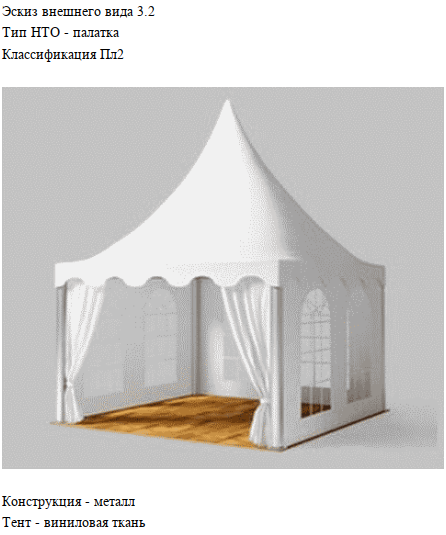 Эскиз внешнего вида 3.2
Тип НТО - палатка
Классификация Пл2
Конструкция - металл
Тент - виниловая ткань